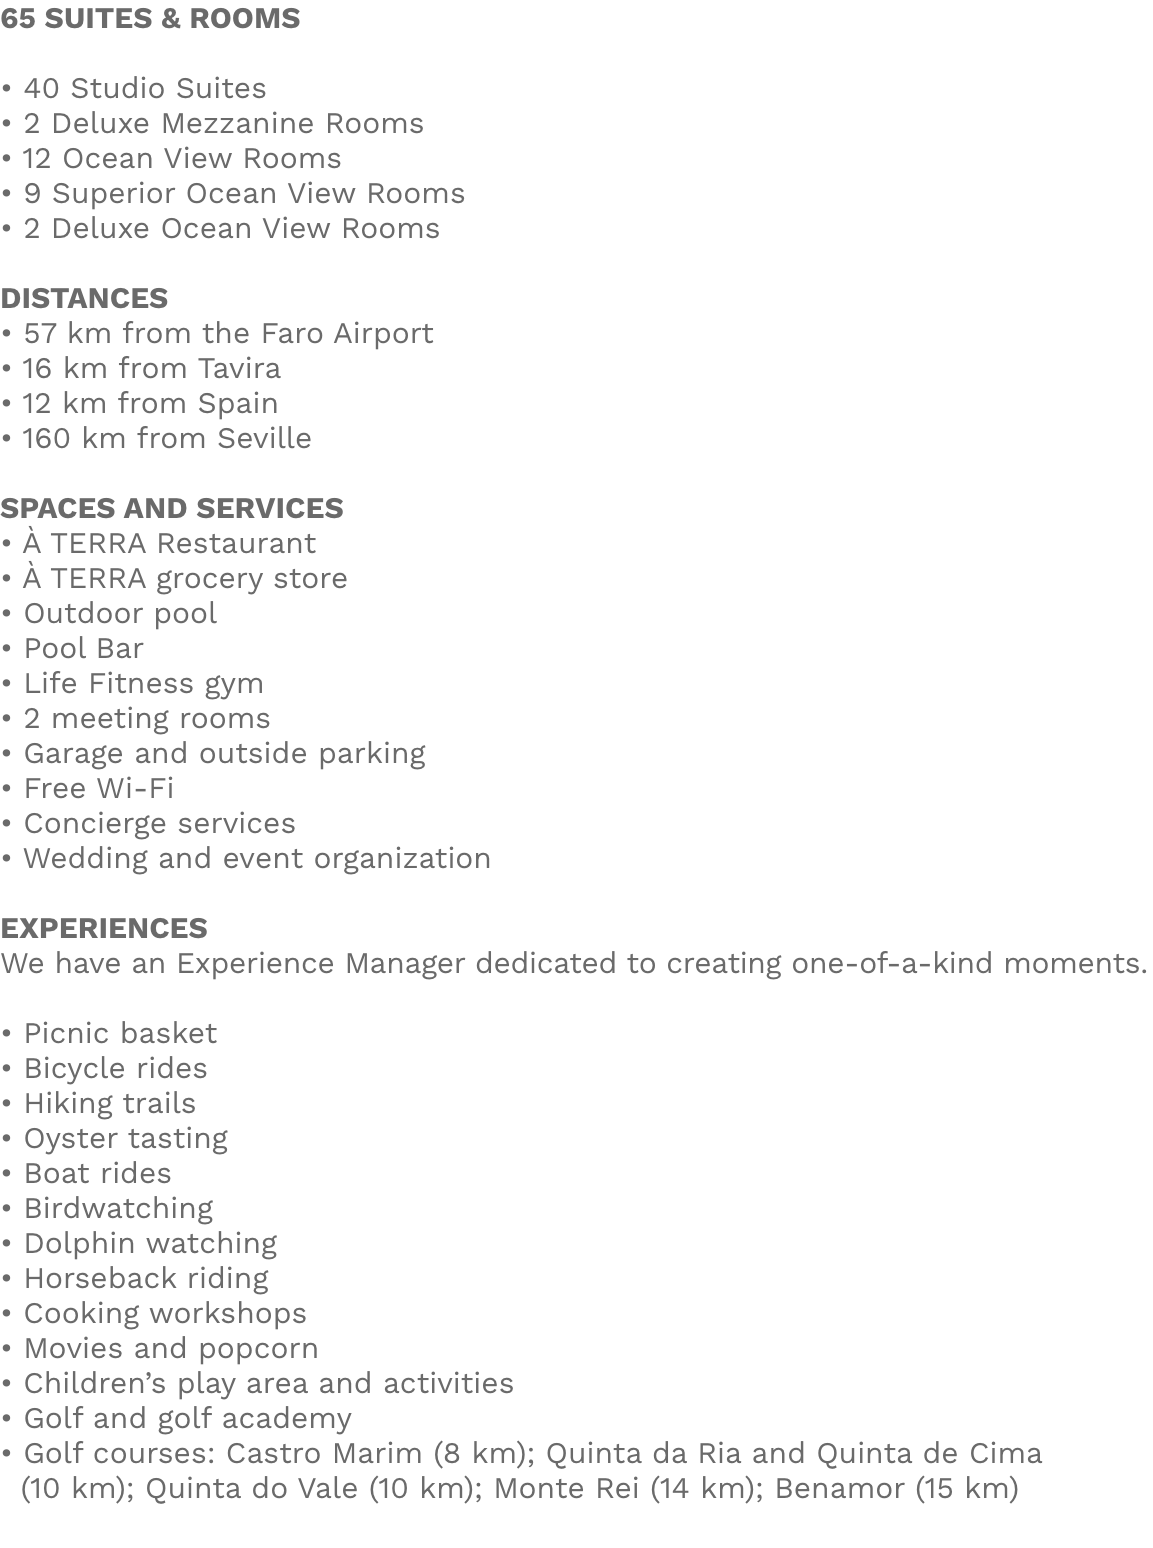 65 SUITES & ROOMS
• 40 Studio Suites
• 2 Deluxe Mezzanine Rooms
• 12 Ocean View Rooms
• 9 Superior Ocean View Rooms
• 2 Deluxe Ocean View Rooms
DISTANCES
• 57 km from the Faro Airport
• 16 km from Tavira
• 12 km from Spain
• 160 km from Seville
SPACES AND SERVICES
• À TERRA Restaurant
• À TERRA grocery store
• Outdoor pool
• Pool Bar
• Life Fitness gym
• 2 meeting rooms
• Garage and outside parking
• Free Wi-Fi
• Concierge services
• Wedding and event organization
EXPERIENCES
We have an Experience Manager dedicated to creating one-of-a-kind moments.
• Picnic basket
• Bicycle rides
• Hiking trails
• Oyster tasting
• Boat rides
• Birdwatching
• Dolphin watching
• Horseback riding
• Cooking workshops
• Movies and popcorn
• Children’s play area and activities
• Golf and golf academy
• Golf courses: Castro Marim (8 km); Quinta da Ria and Quinta de Cima
(10 km); Quinta do Vale (10 km); Monte Rei (14 km); Benamor (15 km)